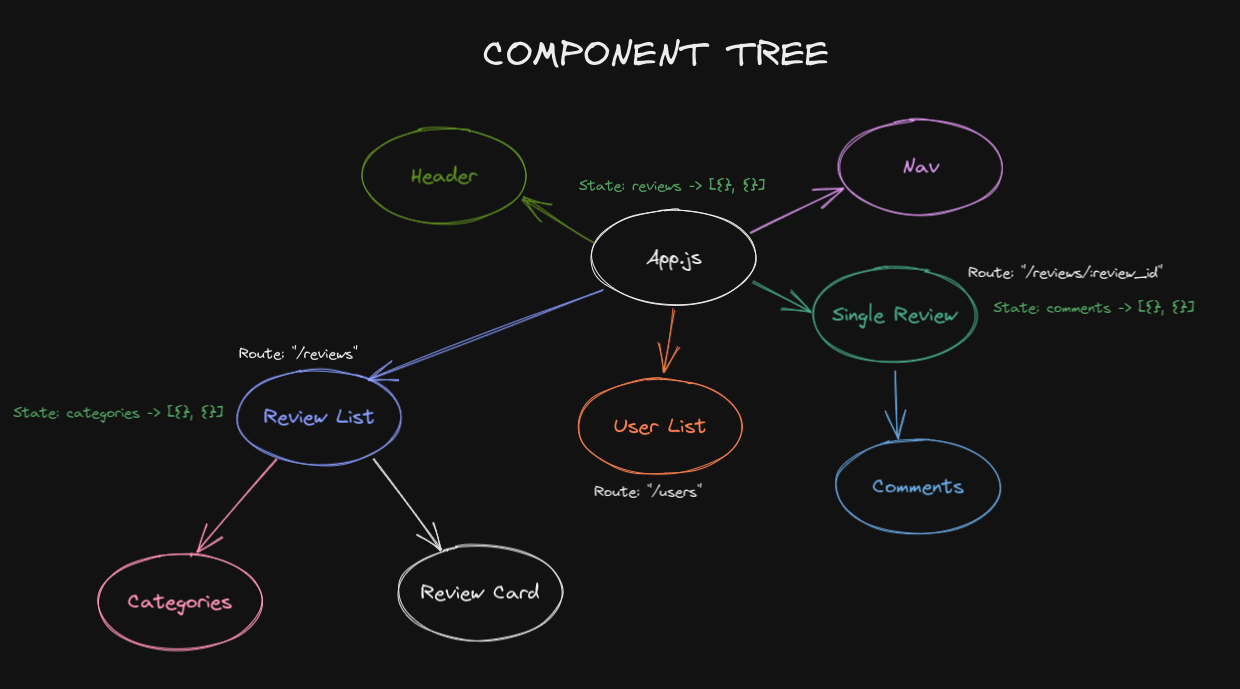 COMPONENT TREE
Header
Nav
State: reviews -> [{}, {}]
App.js
Route: "/reviews/:review_id"
Single Review
State: comments -> [{}, {}]
Route: "/reviews"
State: categories -> [{}, {}]
Review List
User List
Route: "/users"
Comments
Categories
Review Card